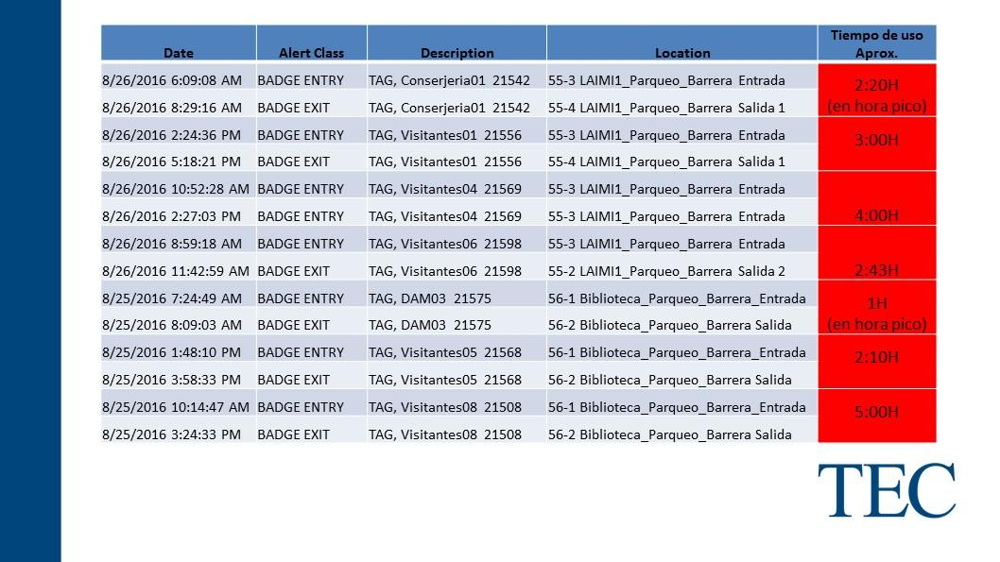 Date Alert Class Description Location Tiempo de uso Aprox.
8/26/2016 6:09:08 AM BADGE ENTRY TAG, Conserjeria01 21542 55-3 LAIMI1_Parqueo_Barrera Entrada 2:20H
8/26/2016 8:29:16 AM BADGE EXIT TAG, Conserjeria01 21542 55-4 LAIMI1_Parqueo_Barrera Salida 1 (en hora pico)
8/26/2016 2:24:36 PM BADGE ENTRY TAG, Visitantes01 21556 55-3 LAIMI1_Parqueo_Barrera Entrada 3:00H
8/26/2016 5:18:21 PM BADGE EXIT TAG, Visitantes01 21556 55-4 LAIMI1_Parqueo_Barrera Salida 1
8/26/2016 10:52:28 AM BADGE ENTRY TAG, Visitantes04 21569 55-3 LAIMI1_Parqueo_Barrera Entrada
8/26/2016 2:27:03 PM BADGE ENTRY TAG, Visitantes04 21569 55-3 LAIMI1_Parqueo_Barrera Entrada 4:00H
8/26/2016 8:59:18 AM BADGE ENTRY TAG, Visitantes06 21598 55-3 LAIMI1_Parqueo_Barrera Entrada
8/26/2016 11:42:59 AM BADGE EXIT TAG, Visitantes06 21598 55-2 LAIMI1_Parqueo_Barrera Salida 2 2:43H
8/25/2016 7:24:49 AM BADGE ENTRY TAG, DAM03 21575 56-1 Biblioteca_Parqueo_Barrera_Entrada 1H
8/25/2016 8:09:03 AM BADGE EXIT TAG, DAM03 21575 56-2 Biblioteca_Parqueo_Barrera Salida (en hora pico)
8/25/2016 1:48:10 PM BADGE ENTRY TAG, Visitantes05 21568 56-1 Biblioteca_Parqueo_Barrera_Entrada 2:10H
8/25/2016 3:58:33 PM BADGE EXIT TAG, Visitantes05 21568 56-2 Biblioteca_Parqueo_Barrera Salida
8/25/2016 10:14:47 AM BADGE ENTRY TAG, Visitantes08 21508 56-1 Biblioteca_Parqueo_Barrera_Entrada 5:00H
8/25/2016 3:24:33 PM BADGE EXIT TAG, Visitantes08 21508 56-2 Biblioteca_Parqueo_Barrera Salida
TEC